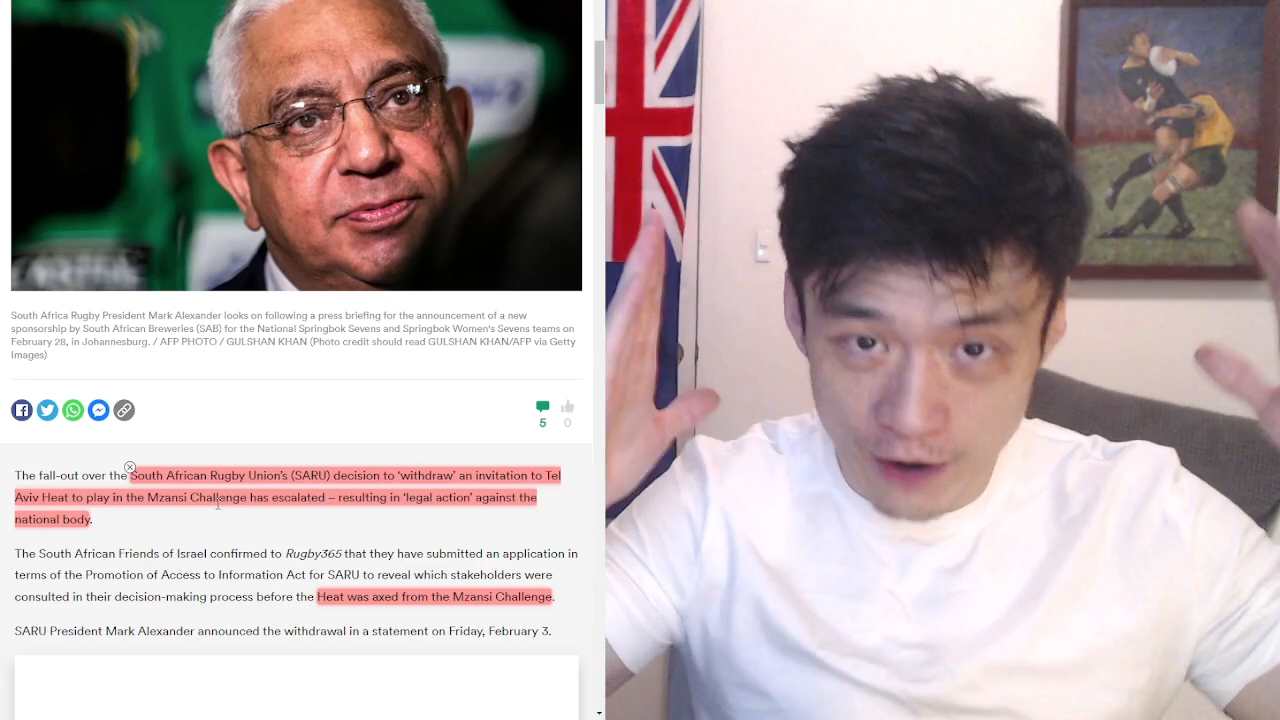 South Africa Rugby President Mark Alexander looks on following a press briefing for the announcement of a new
sponsorship by South African Breweries (SAB) for the National Springbok Sevens and Springbok Women's Sevens teams on
February 28, in Johannesburg. / AFP PHOTO / GULSHAN KHAN (Photo credit should read GULSHAN KHAN/AFP via Getty
Images)
5
0
The fall-out over the South African Rugby Union's (SARU) decision to 'withdraw' an invitation to Tel
Aviv Heat to play in the Mzansi Challenge has escalated – resulting in 'legal action' against the
national body.
The South African Friends of Israel confirmed to Rugby365 that they have submitted an application in
terms of the Promotion of Access to Information Act for SARU to reveal which stakeholders were
consulted in their decision-making process before the Heat was axed from the Mzansi Challenge.
SARU President Mark Alexander announced the withdrawal in a statement on Friday, February 3.